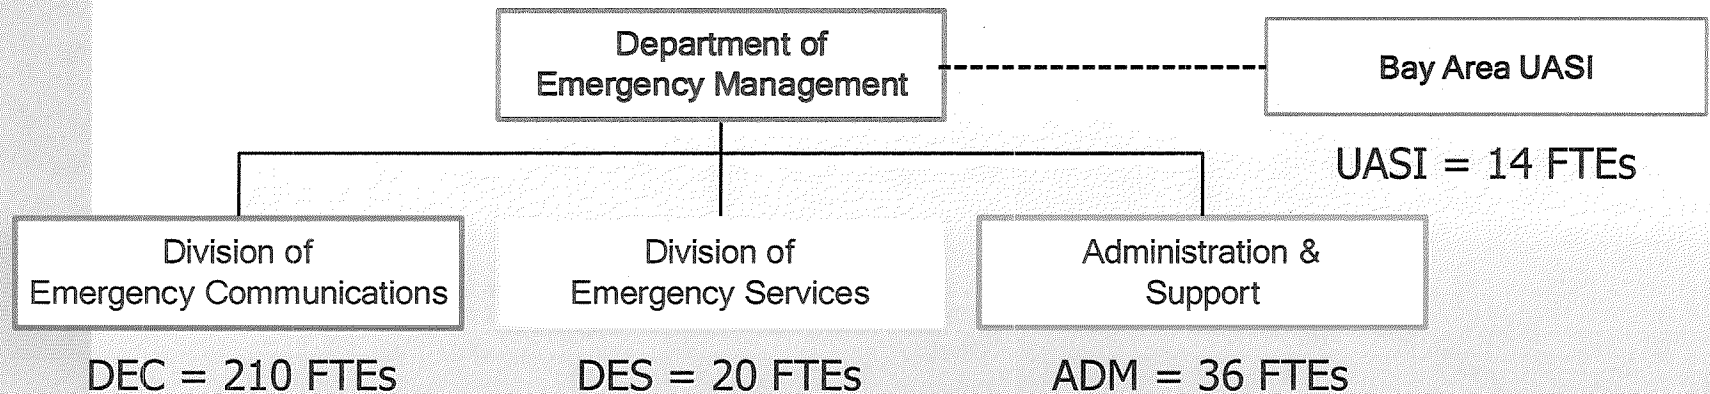 Department of
Emergency Management
Bay Area UASI
UASI = 14 FTEs
Division of
Emergency Communications
Division of
Emergency Services
Administration &
Support
DEC = 210 FTEs
DES = 20 FTEs
ADM = 36 FTEs